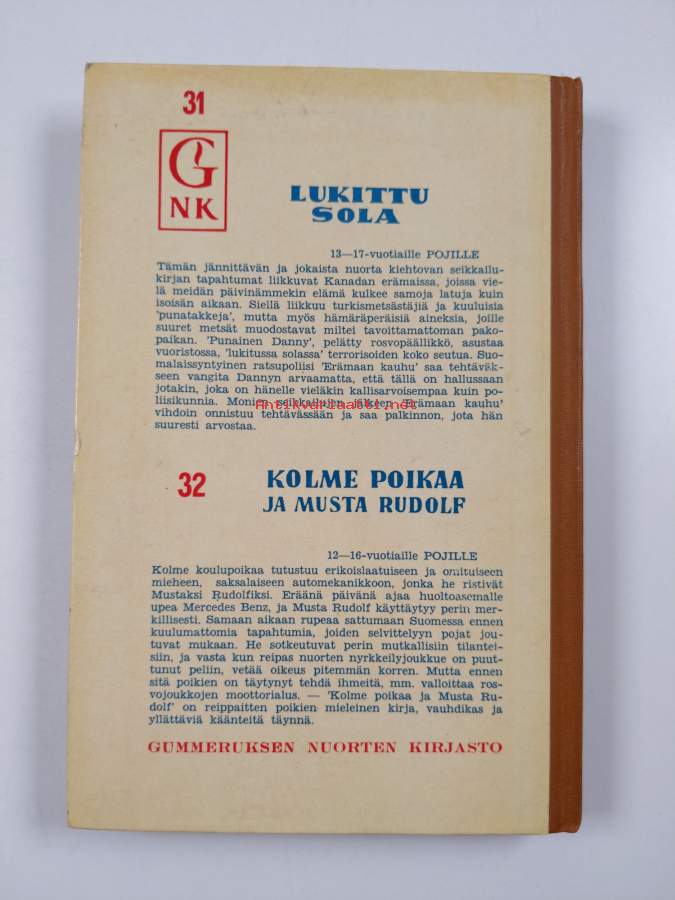 31
G
NK
LUKITTU
SOLA
13—17-vuotiaille POJILLE
Tämän jännittävän ja jokaista nuorta kiehtovan seikkailu-
kirjan tapahtumat liikkuvat Kanadan erämaissa, joissa vie-
lä meidän päivinämmekin elämä kulkee samoja latuja kuin
isoisän aikaan. Siellä liikkuu turkismetsästäjiä ja kuuluisia
'punatakkeja', mutta myös hämäräperäisiä aineksia, joille
suuret metsät muodostavat miltei tavoittamattoman pako-
paikan. 'Punainen Danny', pelätty rosvopäällikkö, asustaa
vuoristossa, 'lukitussa solassa' terrorisoiden koko seutua. Suo-
malaissyntyinen ratsupoliisi 'Erämaan kauhu' saa tehtäväk-
seen vangita Dannyn arvaamatta, että tällä on hallussaan
jotakin, joka on hänelle vieläkin kallisarvoisempaa kuin po-
liisikunnia. Monien seikkailujen jälkeen 'Erämaan kauhu'
Antikvariaatti.net
vihdoin onnistuu tehtävässään ja saa palkinnon, jota hän
suuresti arvostaa.
32
KOLME POIKAA
JA MUSTA RUDOLF
12—16-vuotiaille POJILLE
Kolme koulupoikaa tutustuu erikoislaatuiseen ja omituiseen
mieheen, saksalaiseen automekanikkoon, jonka he ristivät
Mustaksi Rudolfiksi. Eräänä päivänä ajaa huoltoasemalle
upea Mercedes Benz, ja Musta Rudolf käyttäytyy perin mer-
killisesti. Samaan aikaan rupeaa sattumaan Suomessa ennen
kuulumattomia tapahtumia, joiden selvittelyyn pojat jou-
tuvat mukaan. He sotkeutuvat perin mutkallisiin tilantei-
siin, ja vasta kun reipas nuorten nyrkkeilyjoukkue on puut-
tunut peliin, vetää oikeus pitemmän korren. Mutta ennen
sitä poikien on täytynyt tehdä ihmeitä, mm. valloittaa ros-
vojoukkojen moottorialus. — 'Kolme poikaa ja Musta Ru-
dolf' on reippaitten poikien mieleinen kirja, vauhdikas ja
yllättäviä käänteitä täynnä.
GUMMERUKSEN NUORTEN KIRJASTO